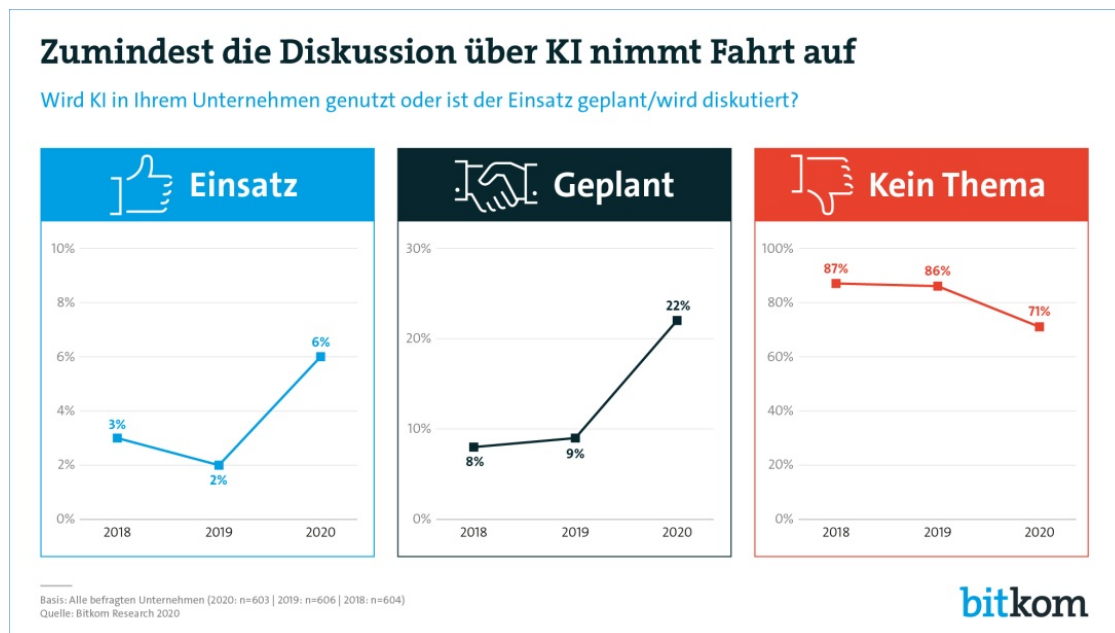 Zumindest die Diskussion über KI nimmt Fahrt auf
Wird KI in Ihrem Unternehmen genutzt oder ist der Einsatz geplant/wird diskutiert?
Einsatz
10%
8%
6%
4%
2%
0%
3%
2%
6%
2018 2019 2020
Geplant
30%
20%
10%
0%
8%
9%
22%
2018 2019 2020
Kein Thema
100%
80%
60%
40%
20%
0%
87%
86%
71%
2018 2019 2020
Basis: Alle befragten Unternehmen (2020: n=603 | 2019: n=606 | 2018: n=604)
Quelle: Bitkom Research 2020
bitkom